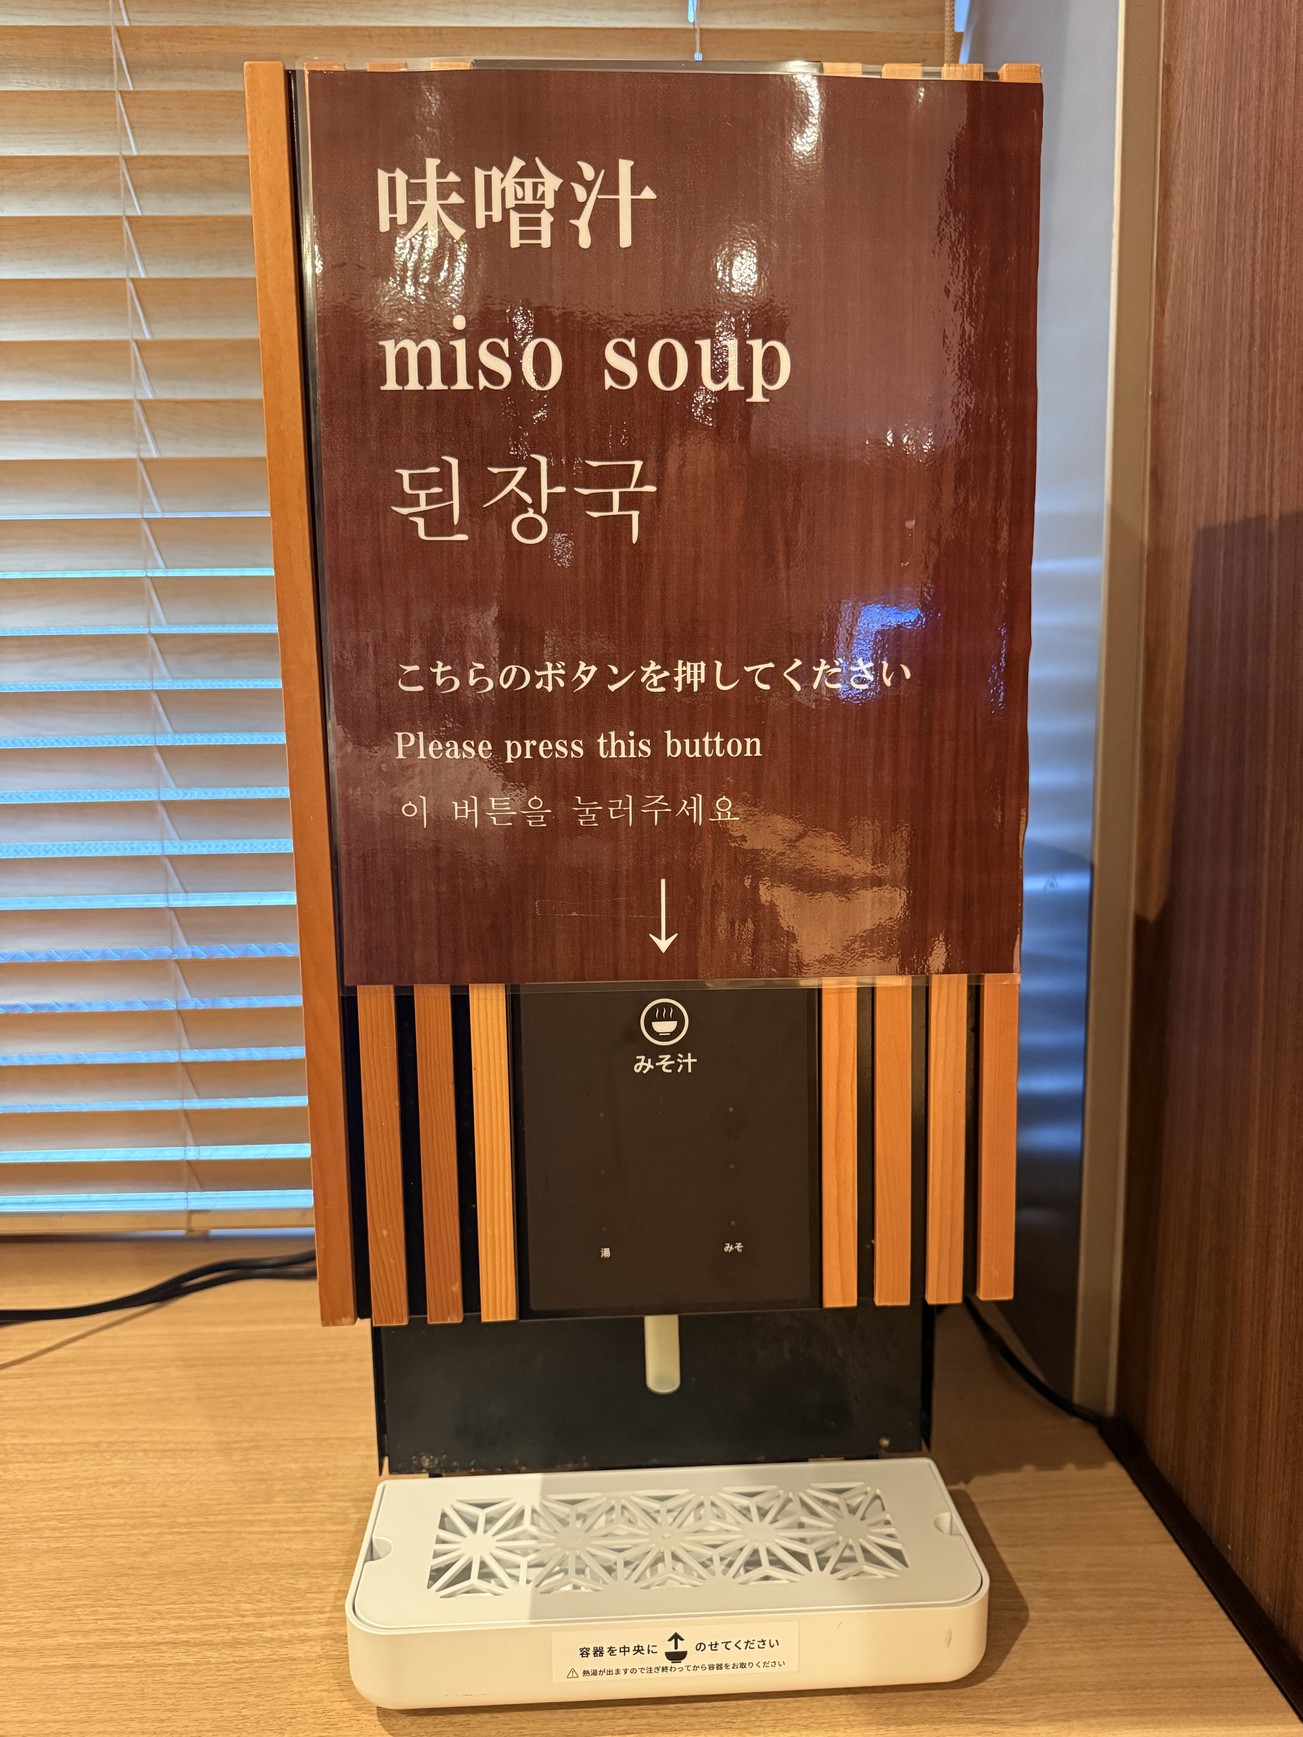 味噌汁
miso soup
된장국
こちらのボタンを押してください
Please press this button
이 버튼을 눌러주세요
↓
みそ汁
湯 みそ
容器を中央に のせてください
⚠ 熱湯が出ますので注ぎ終わってから容器をお取りください